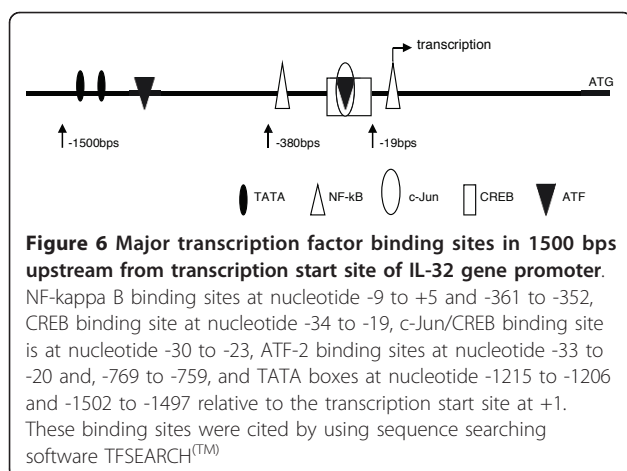 transcription
ATG
-1500bps
-380bps
-19bps
TATA
NF-kB
c-Jun
CREB
ATF
Figure 6 Major transcription factor binding sites in 1500 bps
upstream from transcription start site of IL-32 gene promoter.
NF-kappa B binding sites at nucleotide -9 to +5 and -361 to -352,
CREB binding site at nucleotide -34 to -19, c-Jun/CREB binding site
is at nucleotide -30 to -23, ATF-2 binding sites at nucleotide -33 to
-20 and, -769 to -759, and TATA boxes at nucleotide -1215 to -1206
and -1502 to -1497 relative to the transcription start site at +1.
These binding sites were cited by using sequence searching
software TFSEARCH(TM)